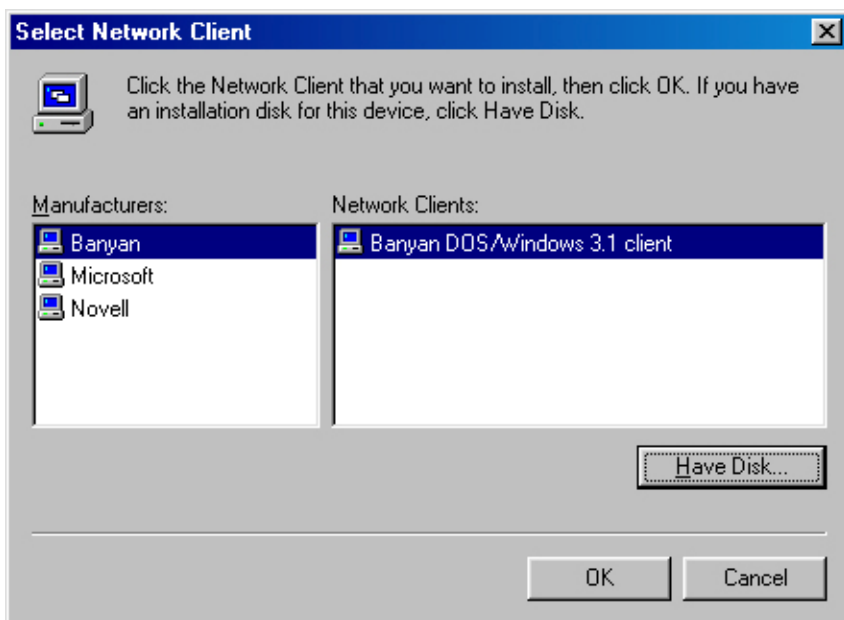 Select Network Client
Click the Network Client that you want to install, then click OK. If you have
an installation disk for this device, click Have Disk.
Manufacturers:
Network Clients:
Banyan
Banyan DOS/Windows 3.1 client
Microsoft
Novell
Have Disk...
OK
Cancel